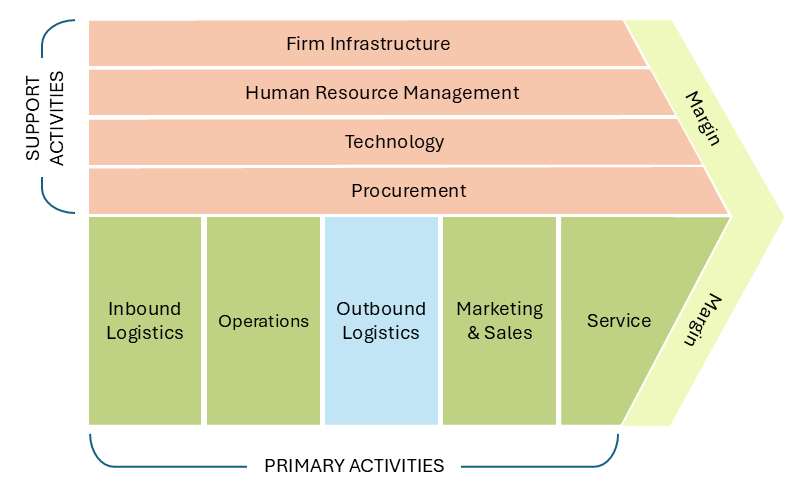 SUPPORT
ACTIVITIES
Firm Infrastructure
Human Resource Management
Technology
Procurement
Margin
Inbound
Logistics
Operations
Outbound
Logistics
Marketing
& Sales
Service
Margin
PRIMARY ACTIVITIES